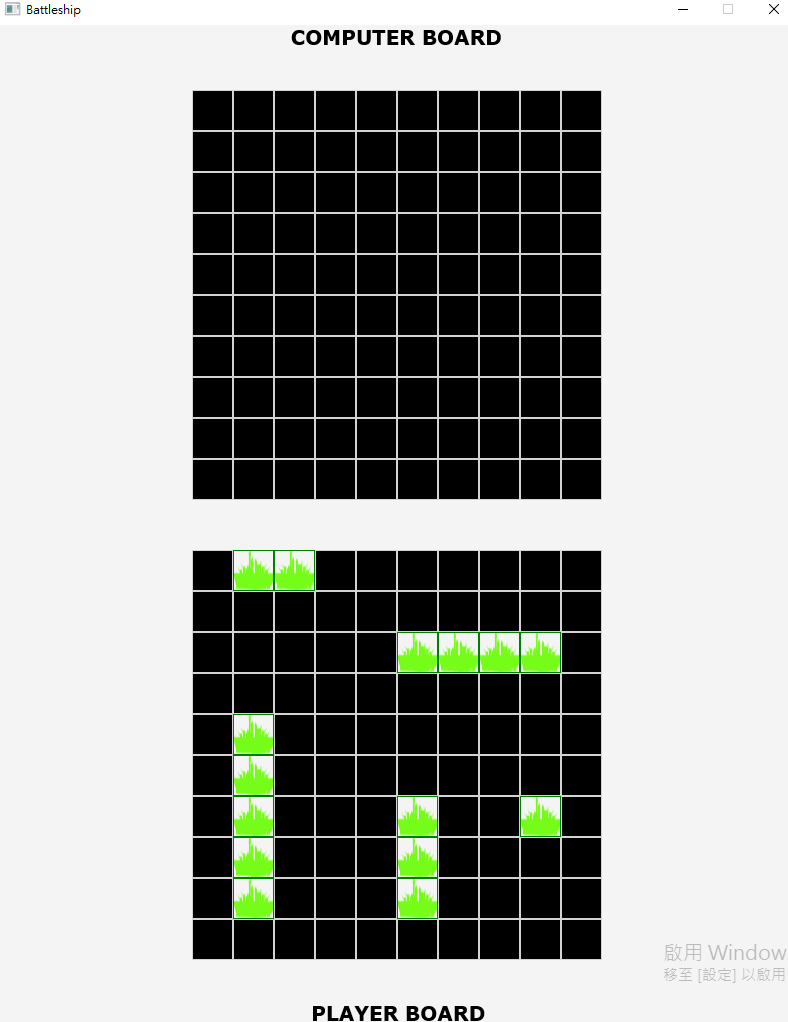 Battleship
COMPUTER BOARD
啟用 Window
移至 [設定] 以啟用
PLAYER BOARD